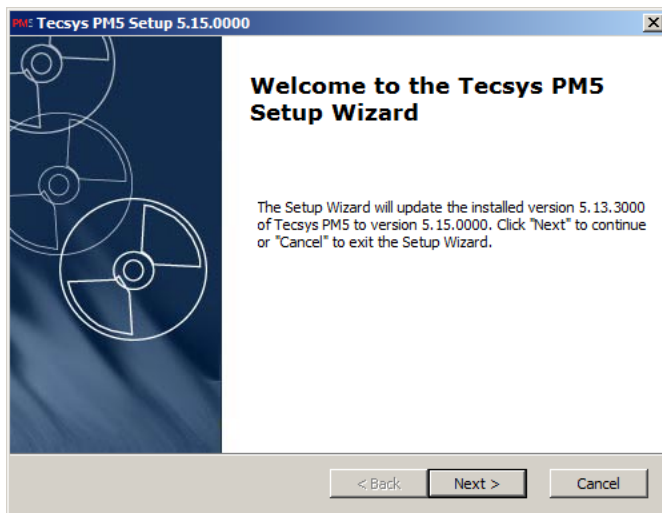 PM5 Tecsys PM5 Setup 5.15.0000
Welcome to the Tecsys PM5
Setup Wizard
The Setup Wizard will update the installed version 5.13.3000
of Tecsys PM5 to version 5.15.0000. Click "Next" to continue
or "Cancel" to exit the Setup Wizard.
< Back Next > Cancel